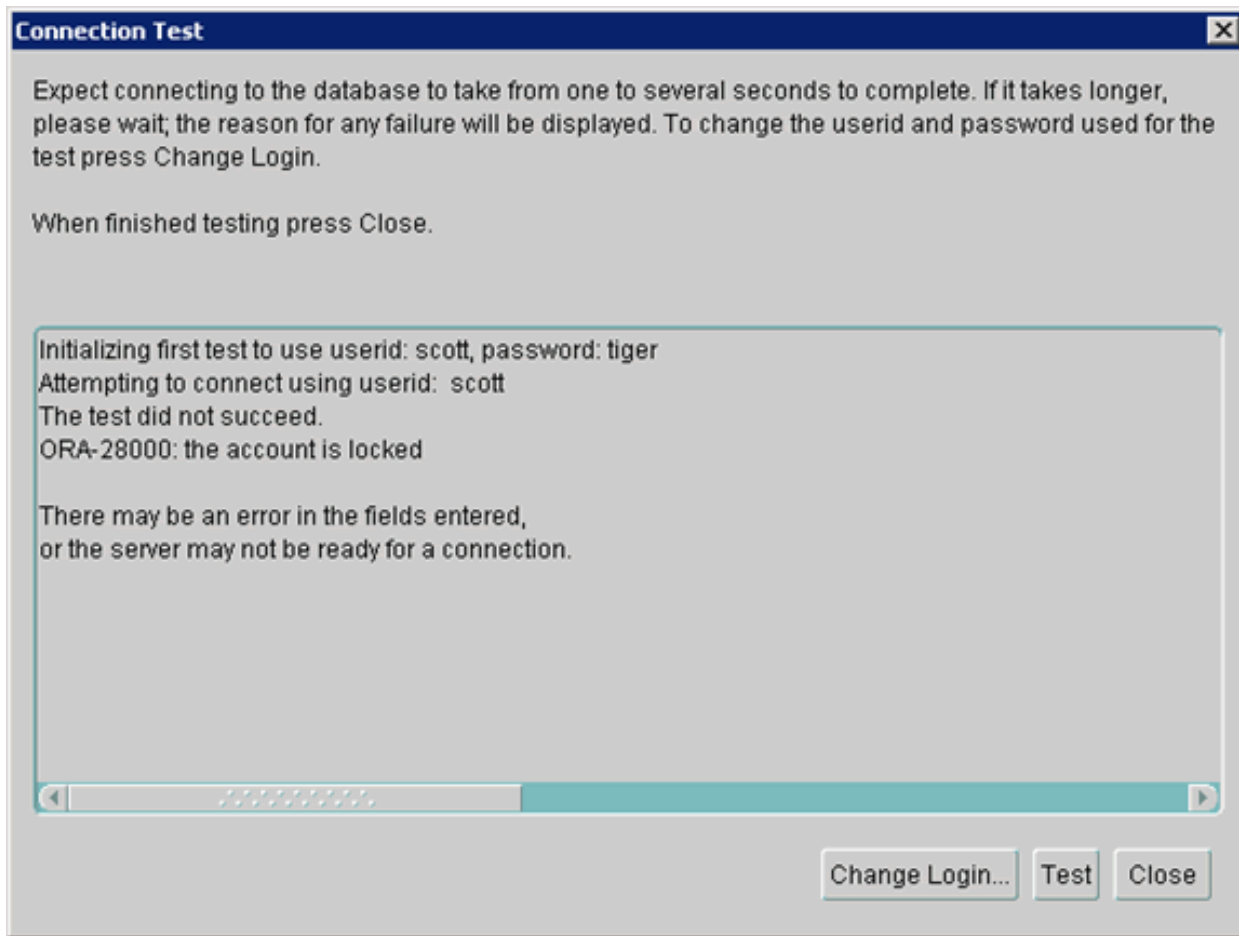 Connection Test
Expect connecting to the database to take from one to several seconds to complete. If it takes longer,
please wait; the reason for any failure will be displayed. To change the userid and password used for the
test press Change Login.
When finished testing press Close.
Initializing first test to use userid: scott, password: tiger
Attempting to connect using userid:  scott
The test did not succeed.
ORA-28000: the account is locked
There may be an error in the fields entered,
or the server may not be ready for a connection.
Change Login... Test Close